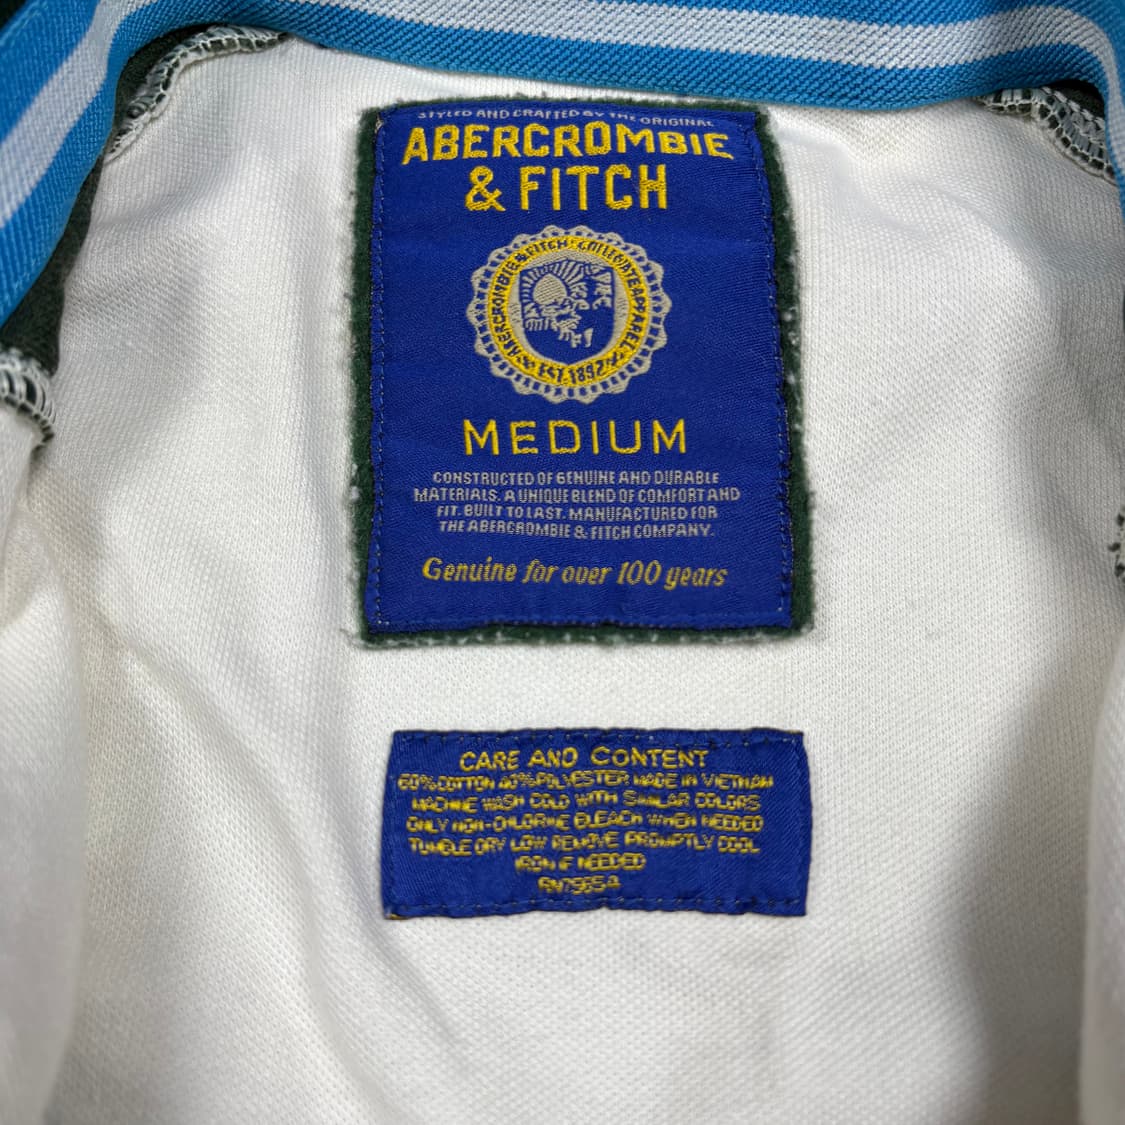 STYLED AND CRAFTED BY THE ORIGINAL
ABERCROMBIE
& FITCH
ABERCROMBIE & FITCH · COLLEGIATE APPAREL
EST. 1892
MEDIUM
CONSTRUCTED OF GENUINE AND DURABLE
MATERIALS. A UNIQUE BLEND OF COMFORT AND
FIT. BUILT TO LAST. MANUFACTURED FOR
THE ABERCROMBIE & FITCH COMPANY.
Genuine for over 100 years
CARE AND CONTENT
60% COTTON 40% POLYESTER MADE IN VIETNAM
MACHINE WASH COLD WITH SIMILAR COLORS
ONLY NON-CHLORINE BLEACH WHEN NEEDED
TUMBLE DRY LOW REMOVE PROMPTLY COOL
IRON IF NEEDED
RN75654